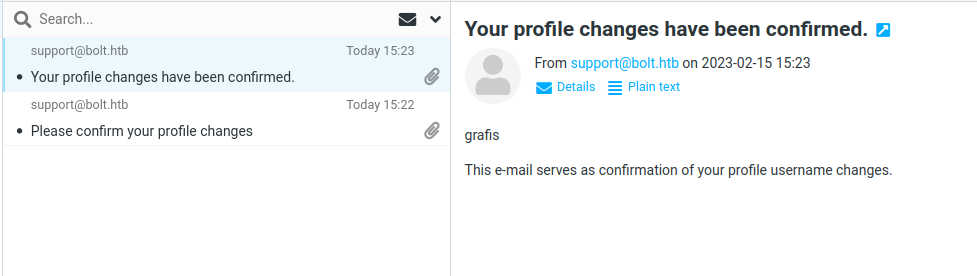 Search...
support@bolt.htb Today 15:23
Your profile changes have been confirmed.
support@bolt.htb Today 15:22
Please confirm your profile changes
Your profile changes have been confirmed.
From support@bolt.htb on 2023-02-15 15:23
Details Plain text
grafis
This e-mail serves as confirmation of your profile username changes.